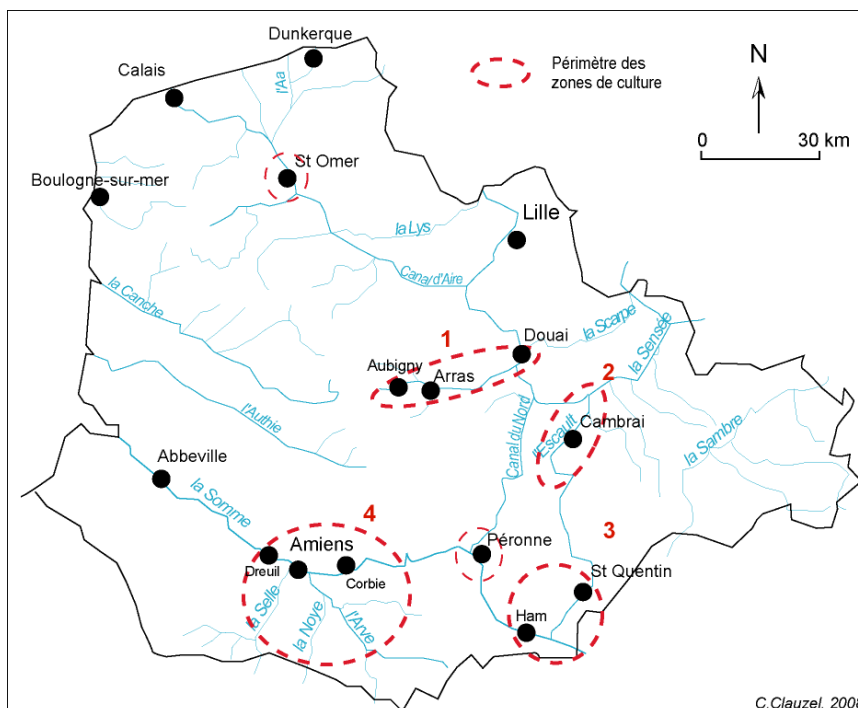 Dunkerque
Calais
l'Aa
Périmètre des
zones de culture
N
0 30 km
St Omer
Boulogne-sur-mer
la Lys
Lille
Canal d'Aire
la Canche
Douai
la Scarpe
la Sensée
1
Aubigny
Arras
2
l'Authie
Canal du Nord
l'Escault
Cambrai
la Sambre
Abbeville
la Somme
4
3
Amiens
Péronne
Dreuil
Corbie
St Quentin
la Selle
la Noye
l'Arve
Ham
C.Clauzel, 2008